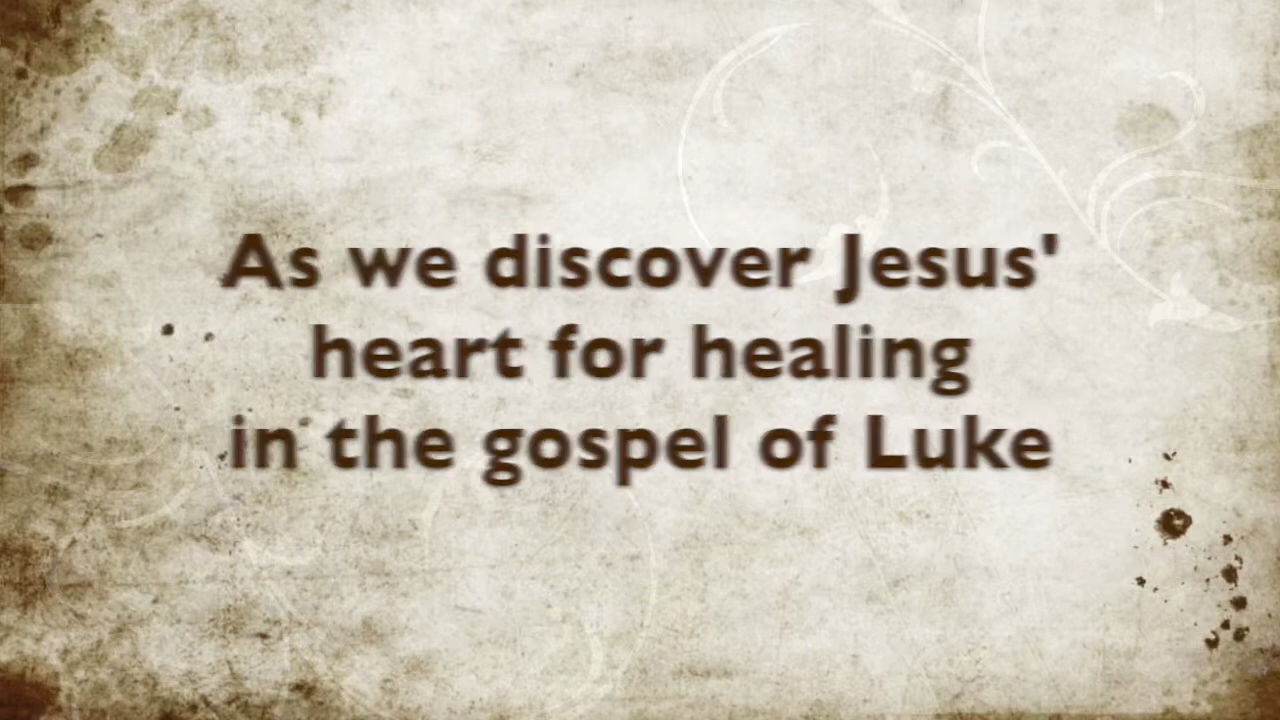 As we discover Jesus'
heart for healing
in the gospel of Luke